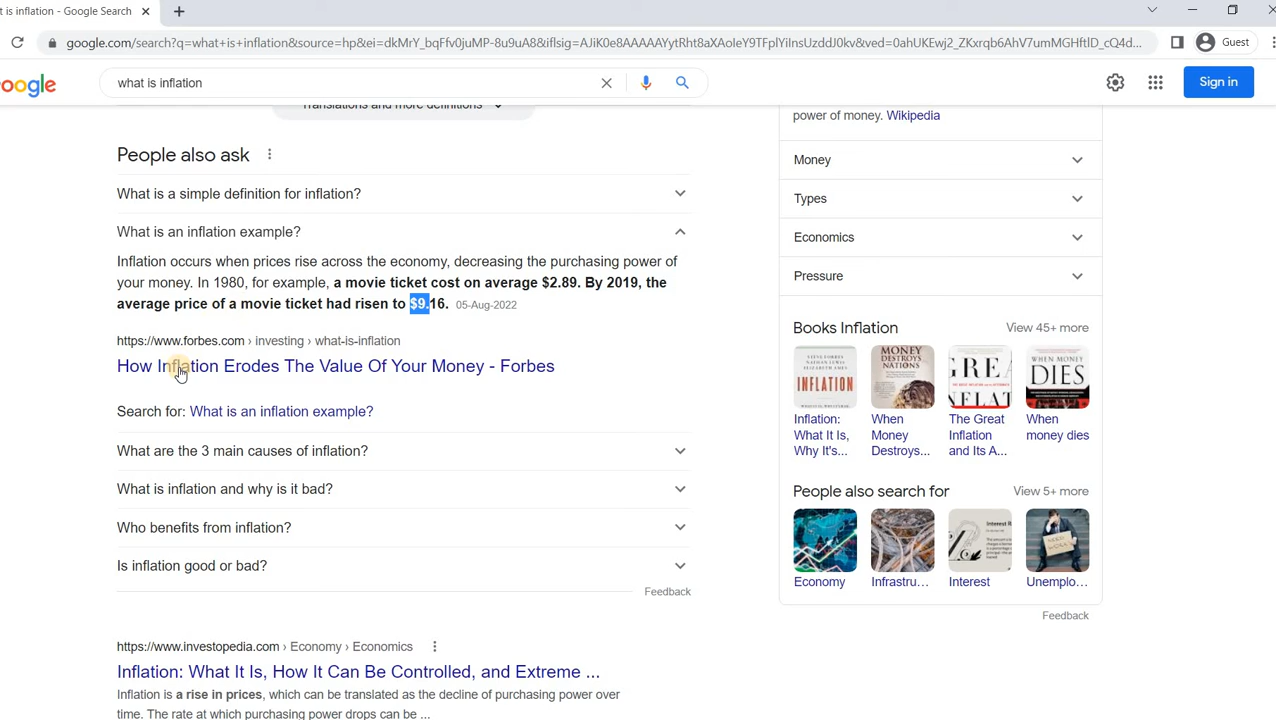 t is inflation - Google Search
google.com/search?q=what+is+inflation&source=hp&ei=dkMrY_bqFfv0juMP-8uJuA8&iflsig=AJiK0e8AAAAAYytRht8aXAoleY9TFplYiInsUzddJ0kv&ved=0ahUKEwj2_ZKxrqb6AhV7umMGHftID_cQ4d...
Guest
oogle
what is inflation
Sign in
Translations and more definitions
People also ask
What is a simple definition for inflation?
What is an inflation example?
Inflation occurs when prices rise across the economy, decreasing the purchasing power of
your money. In 1980, for example, a movie ticket cost on average $2.89. By 2019, the
average price of a movie ticket had risen to $9.16. 05-Aug-2022
https://www.forbes.com › investing › what-is-inflation
How Inflation Erodes The Value Of Your Money - Forbes
Search for: What is an inflation example?
What are the 3 main causes of inflation?
What is inflation and why is it bad?
Who benefits from inflation?
Is inflation good or bad?
Feedback
https://www.investopedia.com › Economy › Economics
Inflation: What It Is, How It Can Be Controlled, and Extreme ...
Inflation is a rise in prices, which can be translated as the decline of purchasing power over
time. The rate at which purchasing power drops can be ...
power of money. Wikipedia
Money
Types
Economics
Pressure
Books Inflation
View 45+ more
INFLATION
MONEY
DESTROYS
NATIONS
GREA
NFLAT
WHEN MONEY
DIES
Inflation:
What It Is,
Why It's...
When
Money
Destroys...
The Great
Inflation
and Its A...
When
money dies
People also search for
View 5+ more
Interest R
NEED
WORK
Economy
Infrastru...
Interest
Unemplo...
Feedback